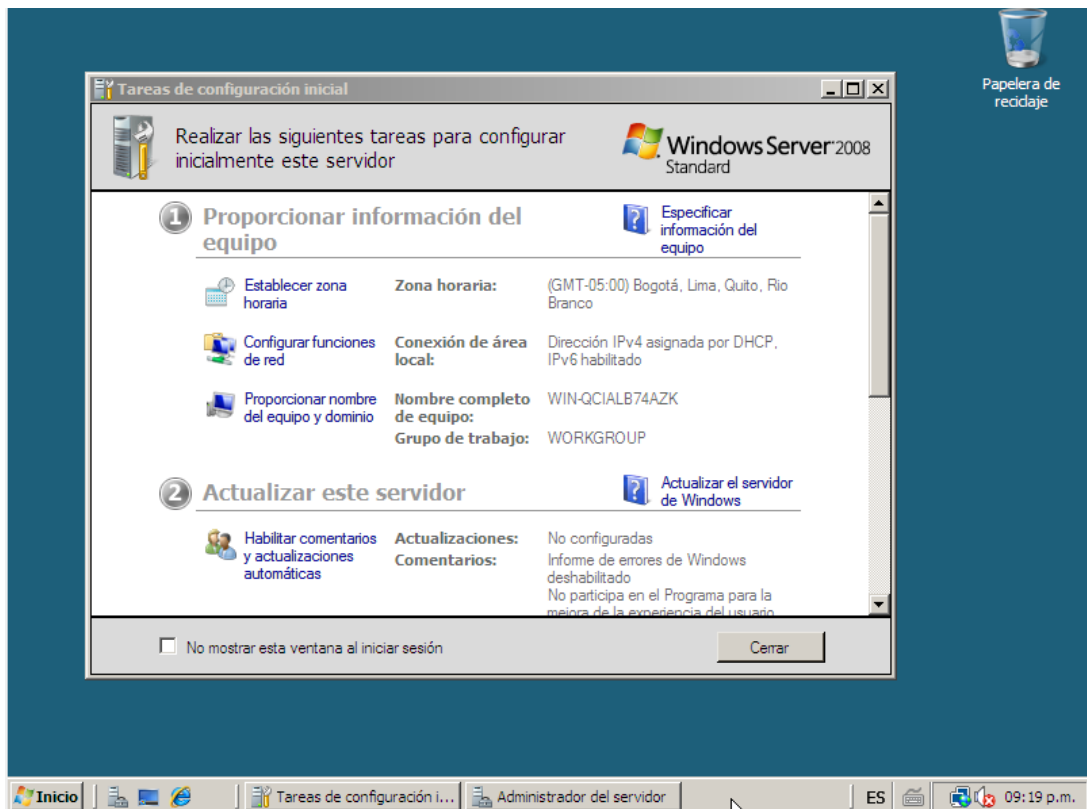 Papelera de
reciclaje
Tareas de configuración inicial
Realizar las siguientes tareas para configurar
inicialmente este servidor
Windows Server 2008
Standard
1 Proporcionar información del
equipo
Especificar
información del
equipo
Establecer zona
horaria
Zona horaria:
(GMT-05:00) Bogotá, Lima, Quito, Rio
Branco
Configurar funciones
de red
Conexión de área
local:
Dirección IPv4 asignada por DHCP,
IPv6 habilitado
Proporcionar nombre
del equipo y dominio
Nombre completo
de equipo:
WIN-QCIALB74AZK
Grupo de trabajo:
WORKGROUP
2 Actualizar este servidor
Actualizar el servidor
de Windows
Habilitar comentarios
y actualizaciones
automáticas
Actualizaciones:
No configuradas
Comentarios:
Informe de errores de Windows
deshabilitado
No participa en el Programa para la
mejora de la experiencia del usuario
No mostrar esta ventana al iniciar sesión
Cerrar
Inicio
Tareas de configuración i...
Administrador del servidor
ES
09:19 p.m.